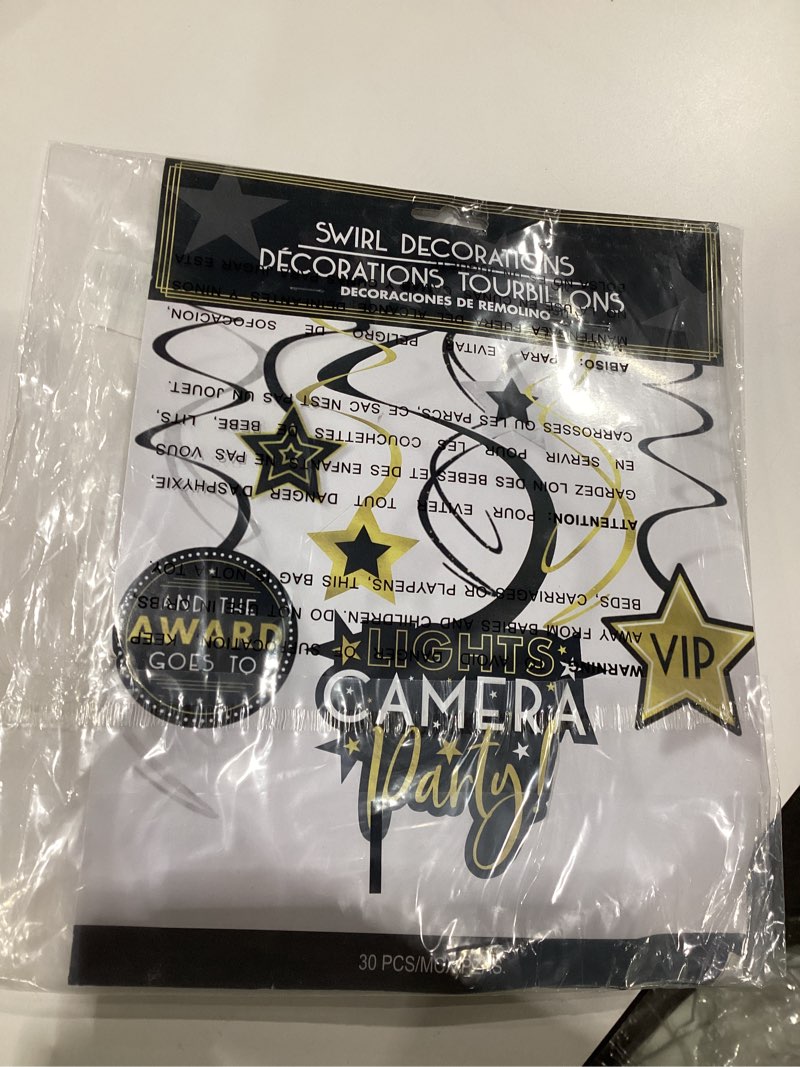 SWIRL DECORATIONS
DÉCORATIONS TOURBILLONS
DECORACIONES DE REMOLINO
AND THE
AWARD
GOES TO
LIGHTS
CAMERA
Party!
VIP
30 PCS/
WARNING: TO AVOID DANGER OF SUFFOCATION, KEEP
AWAY FROM BABIES AND CHILDREN. DO NOT USE IN CRIBS,
BEDS, CARRIAGES OR PLAYPENS, THIS BAG IS NOT A TOY.
ATTENTION: POUR EVITER TOUT DANGER DASPHYXIE,
GARDEZ LOIN DES BEBES ET DES ENFANTS NE PAS VOUS
EN SERVIR POUR LES COUCHETTES DE BEBE, LITS,
CARROSSES OU LES PARCS, CE SAC NEST PAS UN JOUET.
ABISO: PARA EVITAS PELIGRO DE SOFOCACION,